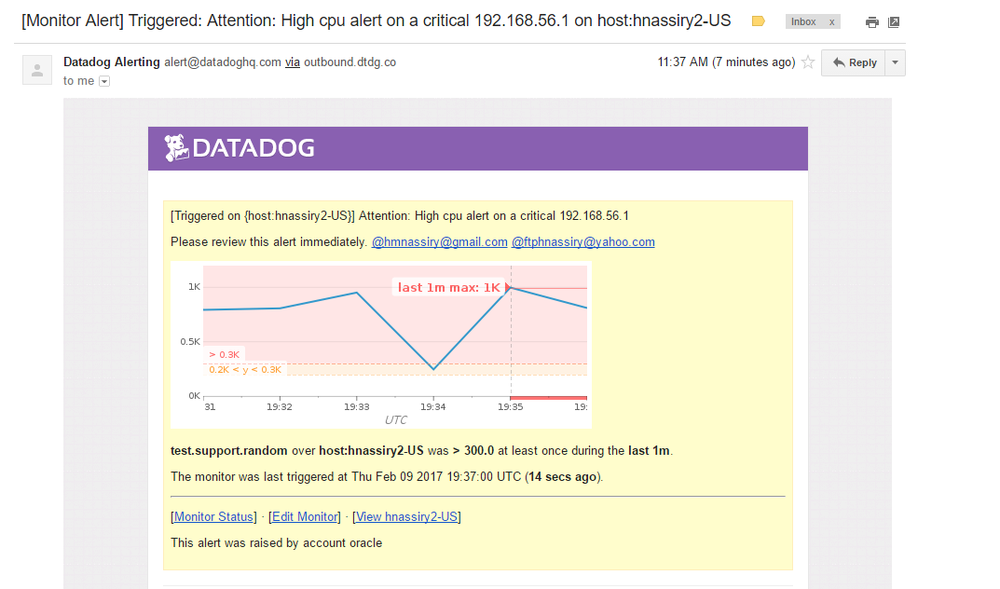 [Monitor Alert] Triggered: Attention: High cpu alert on a critical 192.168.56.1 on host:hnassiry2-US
Inbox x
Datadog Alerting alert@datadoghq.com via outbound.dtdg.co
11:37 AM (7 minutes ago)
Reply
to me
DATADOG
[Triggered on {host:hnassiry2-US}] Attention: High cpu alert on a critical 192.168.56.1
Please review this alert immediately. @hmnassiry@gmail.com @ftphnassiry@yahoo.com
1K
last 1m max: 1K
0.5K
> 0.3K
0.2K < y < 0.3K
0K
31 19:32 19:33 19:34 19:35 19:
UTC
test.support.random over host:hnassiry2-US was > 300.0 at least once during the last 1m.
The monitor was last triggered at Thu Feb 09 2017 19:37:00 UTC (14 secs ago).
[Monitor Status] · [Edit Monitor] · [View hnassiry2-US]
This alert was raised by account oracle